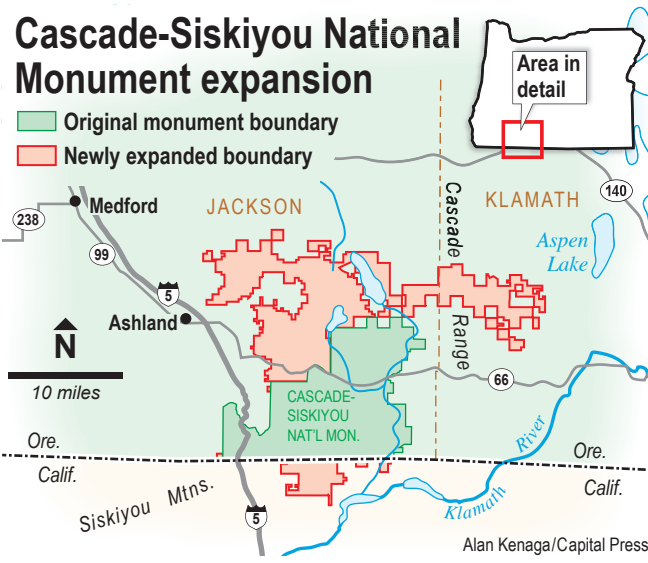 Cascade-Siskiyou National
Monument expansion
Original monument boundary
Newly expanded boundary
Area in
detail
140
238
Medford
JACKSON
Cascade
KLAMATH
99
Aspen
Lake
5
Ashland
N
Range
10 miles
66
CASCADE-
SISKIYOU
NAT'L MON.
River
Ore.
Ore.
Calif.
Calif.
Siskiyou Mtns.
Klamath
5
Alan Kenaga/Capital Press